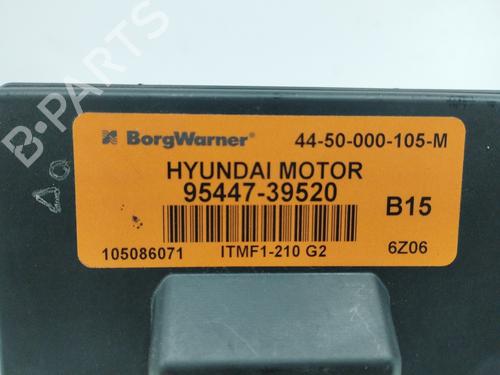 BorgWarner®
44-50-000-105-M
HYUNDAI MOTOR
95447-39520
B15
105086071
ITMF1-210 G2
6Z06
B-PARTS